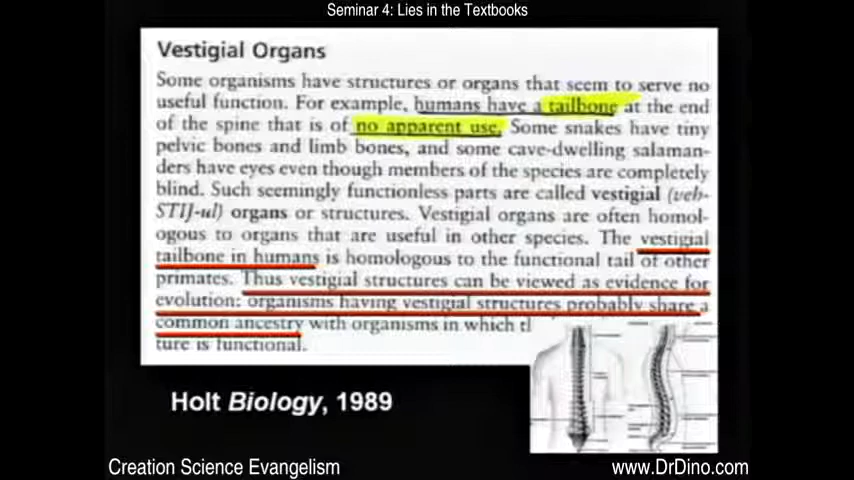 Seminar 4: Lies in the Textbooks
Vestigial Organs
Some organisms have structures or organs that seem to serve no
useful function. For example, humans have a tailbone at the end
of the spine that is of no apparent use. Some snakes have tiny
pelvic bones and limb bones, and some cave-dwelling salaman-
ders have eyes even though members of the species are completely
blind. Such seemingly functionless parts are called vestigial (veh-
STIJ-ul) organs or structures. Vestigial organs are often homol-
ogous to organs that are useful in other species. The vestigial
tailbone in humans is homologous to the functional tail of other
primates. Thus vestigial structures can be viewed as evidence for
evolution: organisms having vestigial structures probably share a
common ancestry with organisms in which
ture is functional.
Holt Biology, 1989
Creation Science Evangelism
www.DrDino.com